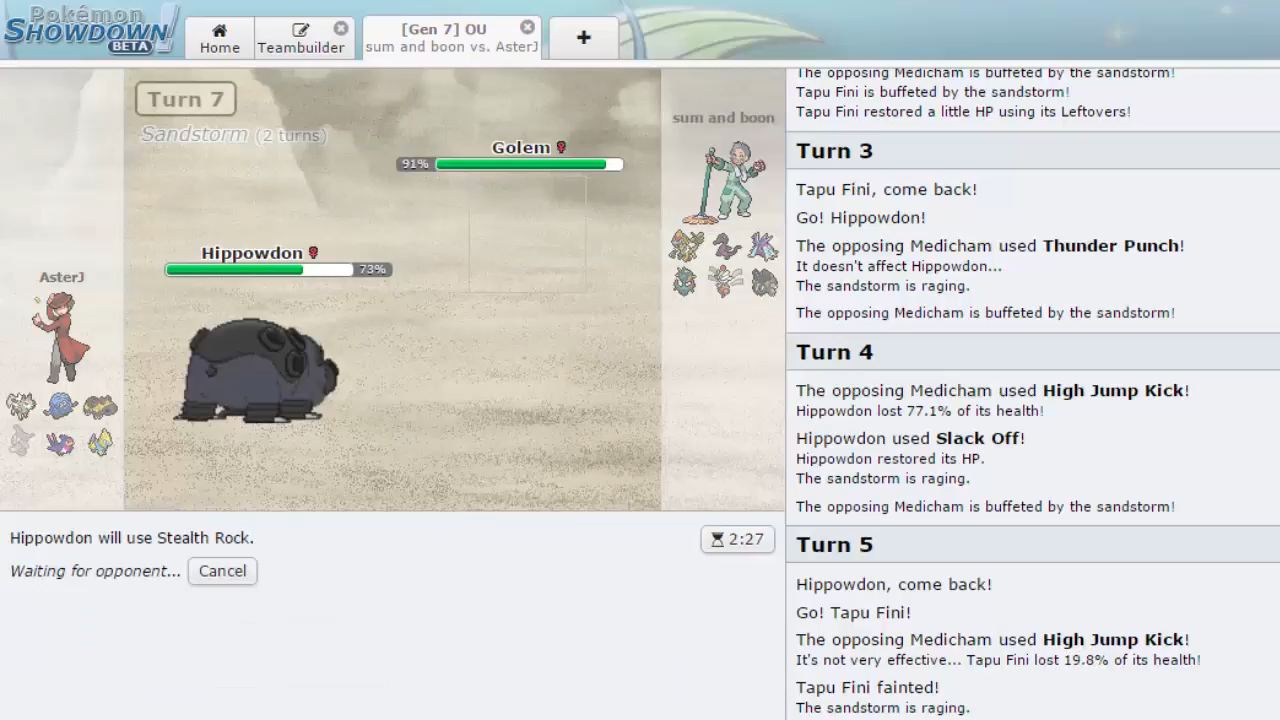 Pokémon
SHOWDOWN!
BETA
Home
Teambuilder
[Gen 7] OU
sum and boon vs. AsterJ
+
Turn 7
Sandstorm (2 turns)
Golem
91%
Hippowdon
73%
AsterJ
sum and boon
Hippowdon will use Stealth Rock.
2:27
Waiting for opponent...
Cancel
The opposing Medicham is buffeted by the sandstorm!
Tapu Fini is buffeted by the sandstorm!
Tapu Fini restored a little HP using its Leftovers!
Turn 3
Tapu Fini, come back!
Go! Hippowdon!
The opposing Medicham used Thunder Punch!
It doesn't affect Hippowdon...
The sandstorm is raging.
The opposing Medicham is buffeted by the sandstorm!
Turn 4
The opposing Medicham used High Jump Kick!
Hippowdon lost 77.1% of its health!
Hippowdon used Slack Off!
Hippowdon restored its HP.
The sandstorm is raging.
The opposing Medicham is buffeted by the sandstorm!
Turn 5
Hippowdon, come back!
Go! Tapu Fini!
The opposing Medicham used High Jump Kick!
It's not very effective... Tapu Fini lost 19.8% of its health!
Tapu Fini fainted!
The sandstorm is raging.